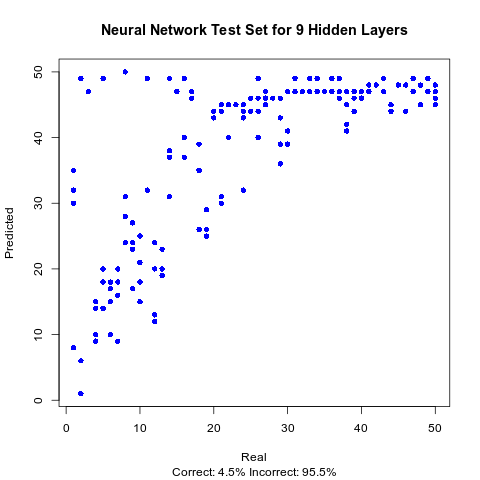 Neural Network Test Set for 9 Hidden Layers
Predicted
50
40
30
20
10
0
0 10 20 30 40 50
Real
Correct: 4.5% Incorrect: 95.5%